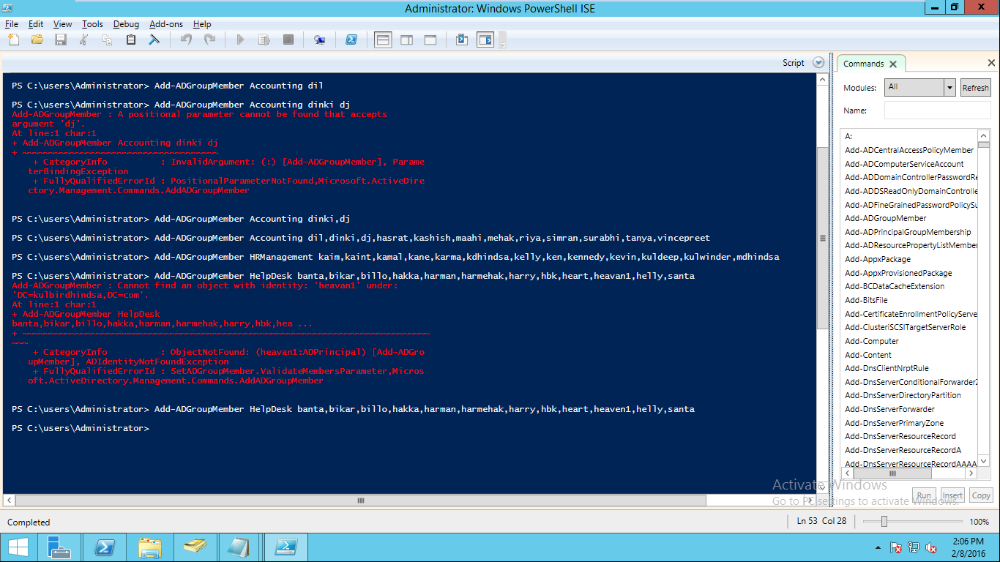 Administrator: Windows PowerShell ISE
File Edit View Tools Debug Add-ons Help
Script
PS C:\users\Administrator> Add-ADGroupMember Accounting dil
PS C:\users\Administrator> Add-ADGroupMember Accounting dinki dj
Add-ADGroupMember : A positional parameter cannot be found that accepts
argument 'dj'.
At line:1 char:1
+ Add-ADGroupMember Accounting dinki dj
+ ~~~~~~~~~~~~~~~~~~~~~~~~~~~~~~~~~~~~~
+ CategoryInfo : InvalidArgument: (:) [Add-ADGroupMember], Parame
terBindingException
+ FullyQualifiedErrorId : PositionalParameterNotFound,Microsoft.ActiveDire
ctory.Management.Commands.AddADGroupMember
PS C:\users\Administrator> Add-ADGroupMember Accounting dinki,dj
PS C:\users\Administrator> Add-ADGroupMember Accounting dil,dinki,dj,hasrat,kashish,maahi,mehak,riya,simran,surabhi,tanya,vincepreet
PS C:\users\Administrator> Add-ADGroupMember HRManagement kaim,kaint,kamal,kane,karma,kdhindsa,kelly,ken,kennedy,kevin,kuldeep,kulwinder,mdhindsa
PS C:\users\Administrator> Add-ADGroupMember HelpDesk banta,bikar,billo,hakka,harman,harmehak,harry,hbk,heart,heavan1,helly,santa
Add-ADGroupMember : Cannot find an object with identity: 'heavan1' under:
'DC=kulbirdhindsa,DC=com'.
At line:1 char:1
+ Add-ADGroupMember HelpDesk
banta,bikar,billo,hakka,harman,harmehak,harry,hbk,hea ...
+ ~~~~~~~~~~~~~~~~~~~~~~~~~~~~~~~~~~~~~~~~~~~~~~~~~~~~~~~~~~~~~~~~~~~~~~~~~~~~~
~~~
+ CategoryInfo : ObjectNotFound: (heavan1:ADPrincipal) [Add-ADGro
upMember], ADIdentityNotFoundException
+ FullyQualifiedErrorId : SetADGroupMember.ValidateMembersParameter,Micros
oft.ActiveDirectory.Management.Commands.AddADGroupMember
PS C:\users\Administrator> Add-ADGroupMember HelpDesk banta,bikar,billo,hakka,harman,harmehak,harry,hbk,heart,heaven1,helly,santa
PS C:\users\Administrator>
Commands
Modules: All Refresh
Name:
A:
Add-ADCentralAccessPolicyMember
Add-ADComputerServiceAccount
Add-ADDomainControllerPasswordRe
Add-ADDSReadOnlyDomainControlle
Add-ADFineGrainedPasswordPolicySu
Add-ADGroupMember
Add-ADPrincipalGroupMembership
Add-ADResourcePropertyListMember
Add-AppxPackage
Add-AppxProvisionedPackage
Add-BCDataCacheExtension
Add-BitsFile
Add-CertificateEnrollmentPolicyServe
Add-ClusteriSCSITargetServerRole
Add-Computer
Add-Content
Add-DnsClientNrptRule
Add-DnsServerConditionalForwarderZ
Add-DnsServerDirectoryPartition
Add-DnsServerForwarder
Add-DnsServerPrimaryZone
Add-DnsServerResourceRecord
Add-DnsServerResourceRecordA
Add-DnsServerResourceRecordAAAA
Activate Windows
Go to PC settings to activate Windows.
Run Insert Copy
Completed
Ln 53 Col 28
100%
2:06 PM
2/8/2016